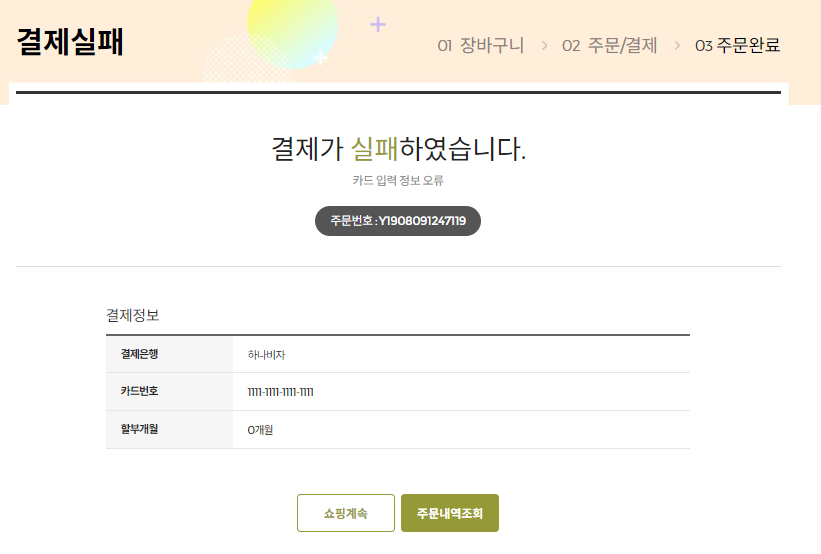 결제실패
01 장바구니 > 02 주문/결제 > 03 주문완료
결제가 실패하였습니다.
카드 입력 정보 오류
주문번호 : Y1908091247119
결제정보
결제은행 하나비자
카드번호 1111-1111-1111-1111
할부개월 0개월
쇼핑계속 주문내역조회